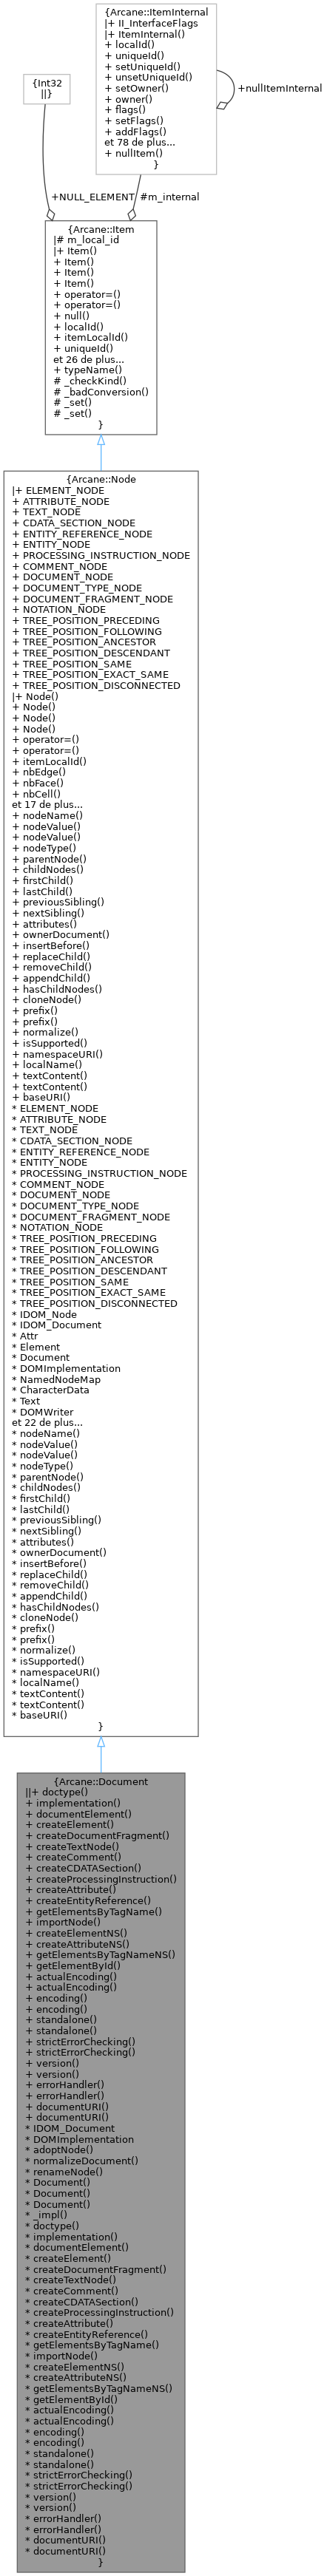 {Arcane::ItemInternal
|+ II_InterfaceFlags
|+ ItemInternal()
+ localId()
+ uniqueId()
+ setUniqueId()
+ unsetUniqueId()
+ setOwner()
+ owner()
+ flags()
+ setFlags()
+ addFlags()
et 78 de plus...
+ nullItem()
}
{Int32
||}
+nullItemInternal
+NULL_ELEMENT
#m_internal
{Arcane::Item
|# m_local_id
|+ Item()
+ Item()
+ Item()
+ Item()
+ operator=()
+ operator=()
+ null()
+ localId()
+ itemLocalId()
+ uniqueId()
et 26 de plus...
+ typeName()
# _checkKind()
# _badConversion()
# _set()
# _set()
}
{Arcane::Node
|+ ELEMENT_NODE
+ ATTRIBUTE_NODE
+ TEXT_NODE
+ CDATA_SECTION_NODE
+ ENTITY_REFERENCE_NODE
+ ENTITY_NODE
+ PROCESSING_INSTRUCTION_NODE
+ COMMENT_NODE
+ DOCUMENT_NODE
+ DOCUMENT_TYPE_NODE
+ DOCUMENT_FRAGMENT_NODE
+ NOTATION_NODE
+ TREE_POSITION_PRECEDING
+ TREE_POSITION_FOLLOWING
+ TREE_POSITION_ANCESTOR
+ TREE_POSITION_DESCENDANT
+ TREE_POSITION_SAME
+ TREE_POSITION_EXACT_SAME
+ TREE_POSITION_DISCONNECTED
|+ Node()
+ Node()
+ Node()
+ Node()
+ operator=()
+ operator=()
+ itemLocalId()
+ nbEdge()
+ nbFace()
+ nbCell()
et 17 de plus...
+ nodeName()
+ nodeValue()
+ nodeValue()
+ nodeType()
+ parentNode()
+ childNodes()
+ firstChild()
+ lastChild()
+ previousSibling()
+ nextSibling()
+ attributes()
+ ownerDocument()
+ insertBefore()
+ replaceChild()
+ removeChild()
+ appendChild()
+ hasChildNodes()
+ cloneNode()
+ prefix()
+ prefix()
+ normalize()
+ isSupported()
+ namespaceURI()
+ localName()
+ textContent()
+ textContent()
+ baseURI()
* ELEMENT_NODE
* ATTRIBUTE_NODE
* TEXT_NODE
* CDATA_SECTION_NODE
* ENTITY_REFERENCE_NODE
* ENTITY_NODE
* PROCESSING_INSTRUCTION_NODE
* COMMENT_NODE
* DOCUMENT_NODE
* DOCUMENT_TYPE_NODE
* DOCUMENT_FRAGMENT_NODE
* NOTATION_NODE
* TREE_POSITION_PRECEDING
* TREE_POSITION_FOLLOWING
* TREE_POSITION_ANCESTOR
* TREE_POSITION_DESCENDANT
* TREE_POSITION_SAME
* TREE_POSITION_EXACT_SAME
* TREE_POSITION_DISCONNECTED
* IDOM_Node
* IDOM_Document
* Attr
* Element
* Document
* DOMImplementation
* NamedNodeMap
* CharacterData
* Text
* DOMWriter
et 22 de plus...
* nodeName()
* nodeValue()
* nodeValue()
* nodeType()
* parentNode()
* childNodes()
* firstChild()
* lastChild()
* previousSibling()
* nextSibling()
* attributes()
* ownerDocument()
* insertBefore()
* replaceChild()
* removeChild()
* appendChild()
* hasChildNodes()
* cloneNode()
* prefix()
* prefix()
* normalize()
* isSupported()
* namespaceURI()
* localName()
* textContent()
* textContent()
* baseURI()
}
{Arcane::Document
||+ doctype()
+ implementation()
+ documentElement()
+ createElement()
+ createDocumentFragment()
+ createTextNode()
+ createComment()
+ createCDATASection()
+ createProcessingInstruction()
+ createAttribute()
+ createEntityReference()
+ getElementsByTagName()
+ importNode()
+ createElementNS()
+ createAttributeNS()
+ getElementsByTagNameNS()
+ getElementById()
+ actualEncoding()
+ actualEncoding()
+ encoding()
+ encoding()
+ standalone()
+ standalone()
+ strictErrorChecking()
+ strictErrorChecking()
+ version()
+ version()
+ errorHandler()
+ errorHandler()
+ documentURI()
+ documentURI()
* IDOM_Document
* DOMImplementation
* adoptNode()
* normalizeDocument()
* renameNode()
* Document()
* Document()
* Document()
* _impl()
* doctype()
* implementation()
* documentElement()
* createElement()
* createDocumentFragment()
* createTextNode()
* createComment()
* createCDATASection()
* createProcessingInstruction()
* createAttribute()
* createEntityReference()
* getElementsByTagName()
* importNode()
* createElementNS()
* createAttributeNS()
* getElementsByTagNameNS()
* getElementById()
* actualEncoding()
* actualEncoding()
* encoding()
* encoding()
* standalone()
* standalone()
* strictErrorChecking()
* strictErrorChecking()
* version()
* version()
* errorHandler()
* errorHandler()
* documentURI()
* documentURI()
}